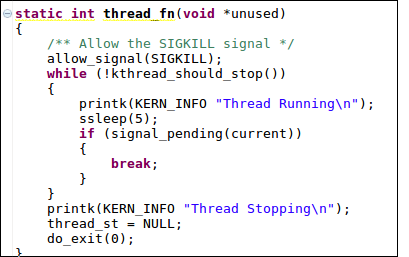 static int thread_fn(void *unused)
{
    /** Allow the SIGKILL signal */
    allow_signal(SIGKILL);
    while (!kthread_should_stop())
    {
        printk(KERN_INFO "Thread Running\n");
        ssleep(5);
        if (signal_pending(current))
        {
            break;
        }
    }
    printk(KERN_INFO "Thread Stopping\n");
    thread_st = NULL;
    do_exit(0);
}